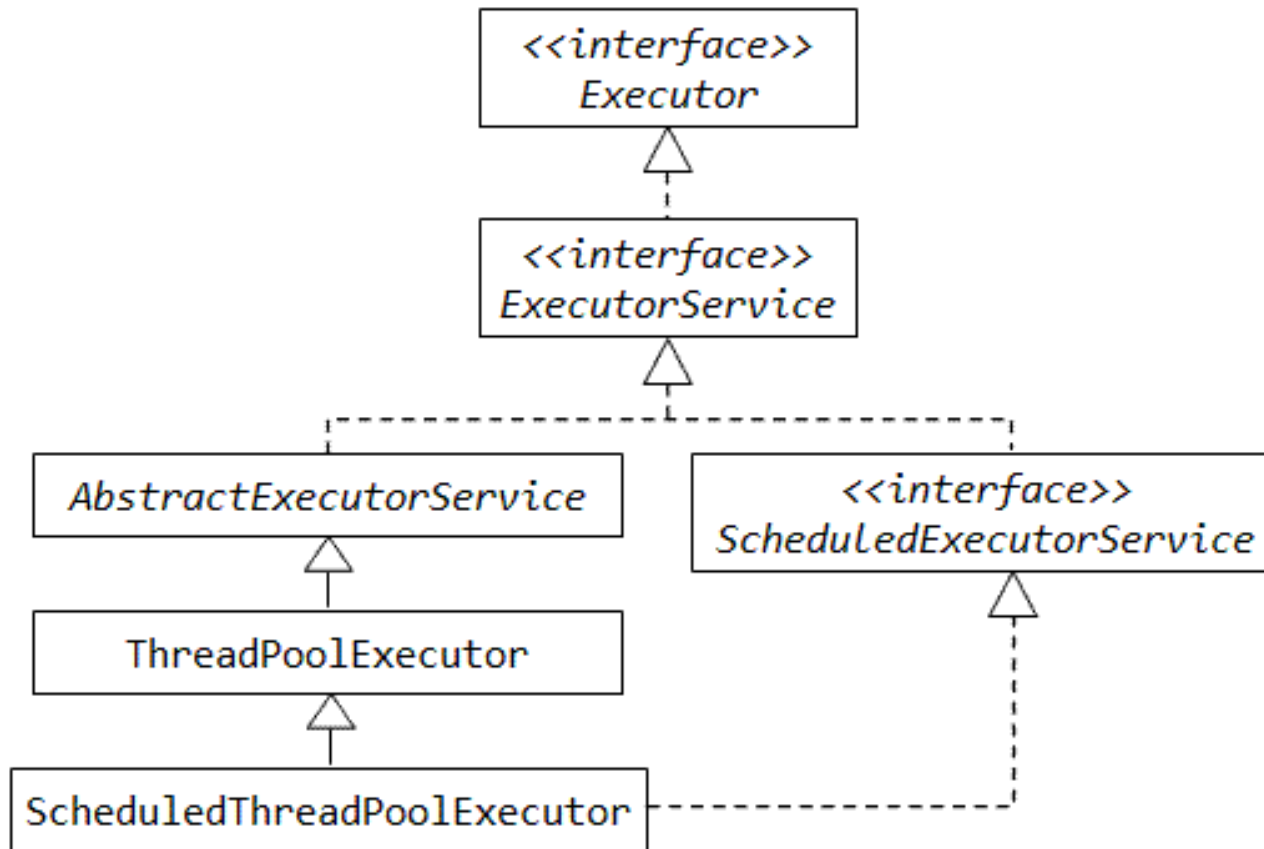 <<interface>>
Executor
<<interface>>
ExecutorService
AbstractExecutorService
<<interface>>
ScheduledExecutorService
ThreadPoolExecutor
ScheduledThreadPoolExecutor